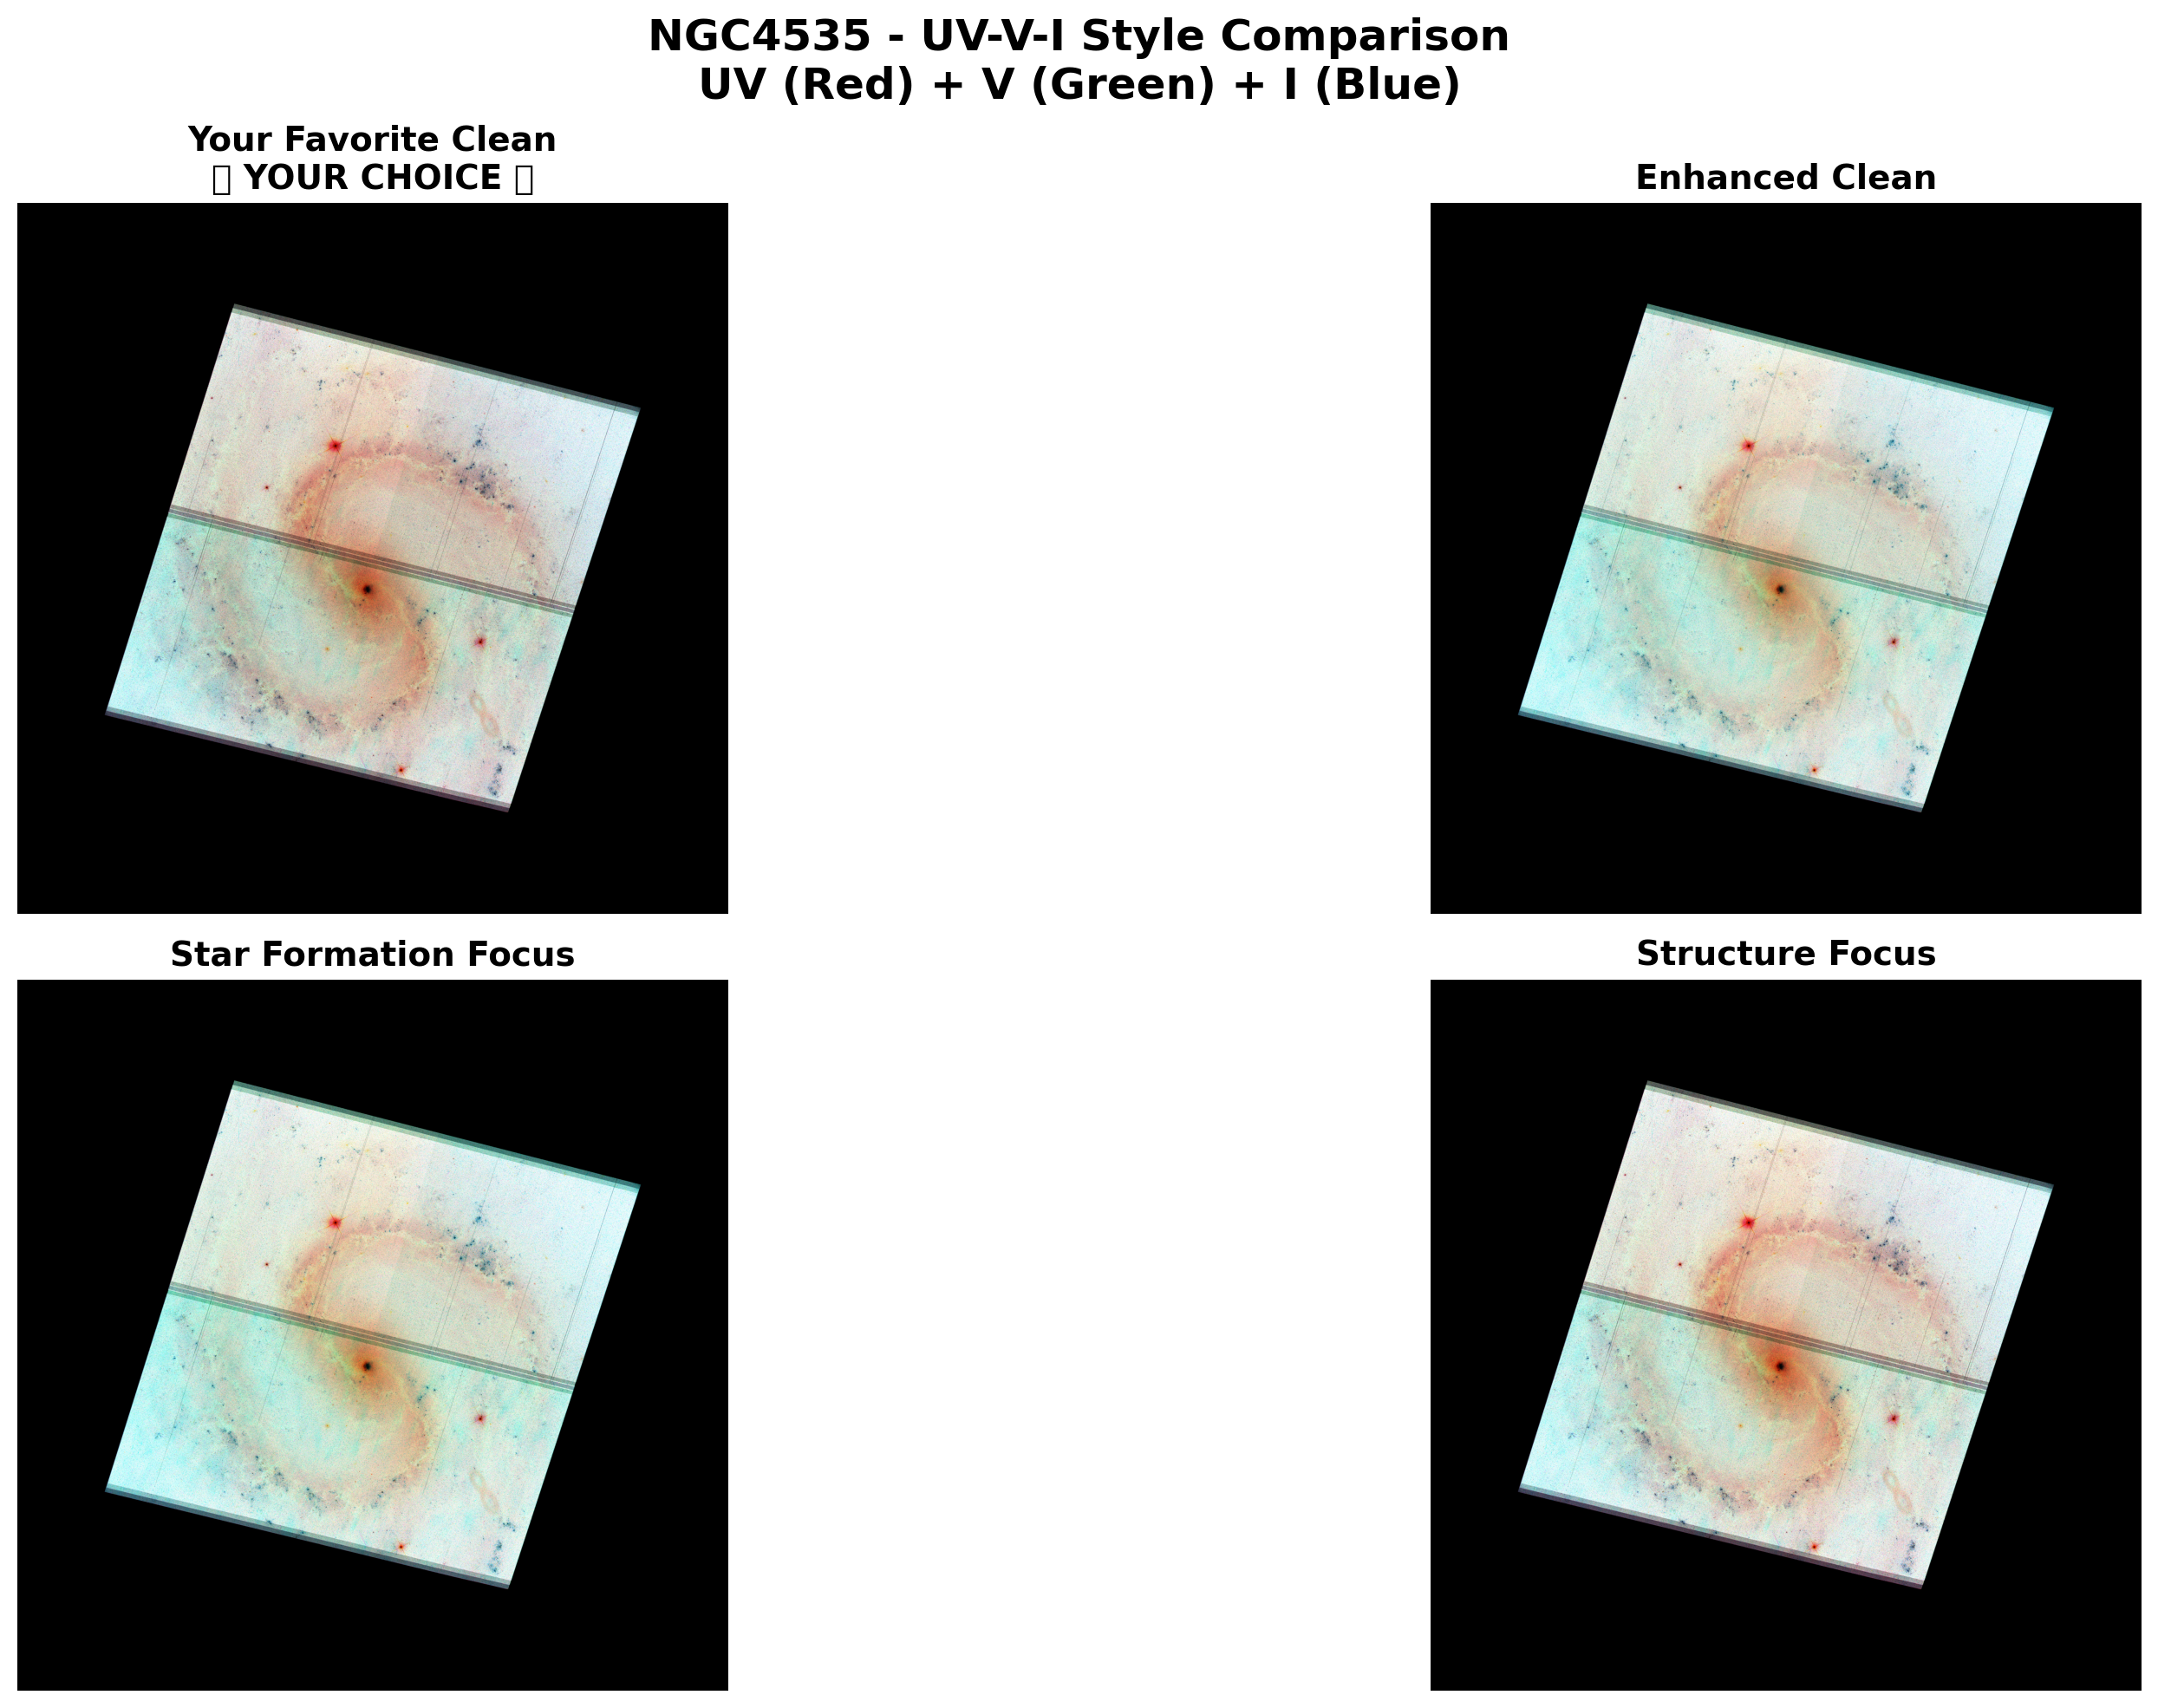 NGC4535 - UV-V-I Style Comparison
UV (Red) + V (Green) + I (Blue)
Your Favorite Clean
▯ YOUR CHOICE ▯
Enhanced Clean
Star Formation Focus
Structure Focus